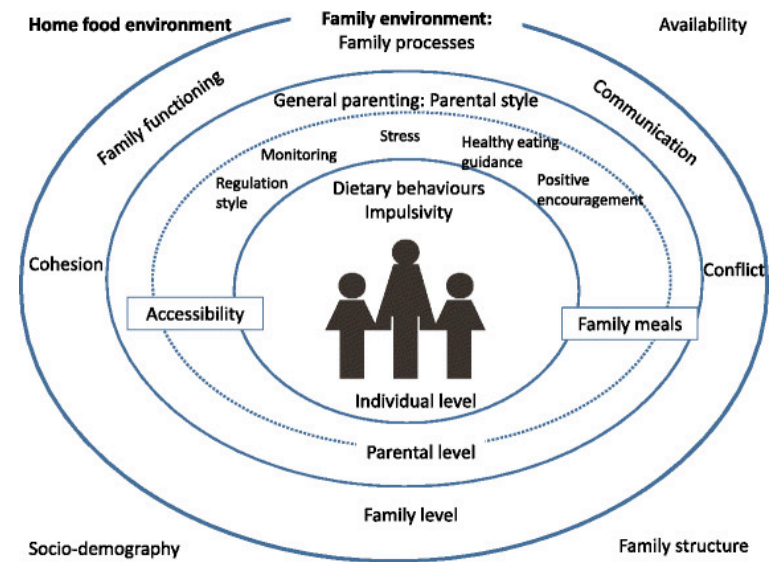 Home food environment
Family environment:
Family processes
Availability
Family functioning
Communication
General parenting: Parental style
Stress
Monitoring
Healthy eating
guidance
Regulation
style
Positive
encouragement
Dietary behaviours
Impulsivity
Cohesion
Conflict
Accessibility
Family meals
Individual level
Parental level
Family level
Socio-demography
Family structure